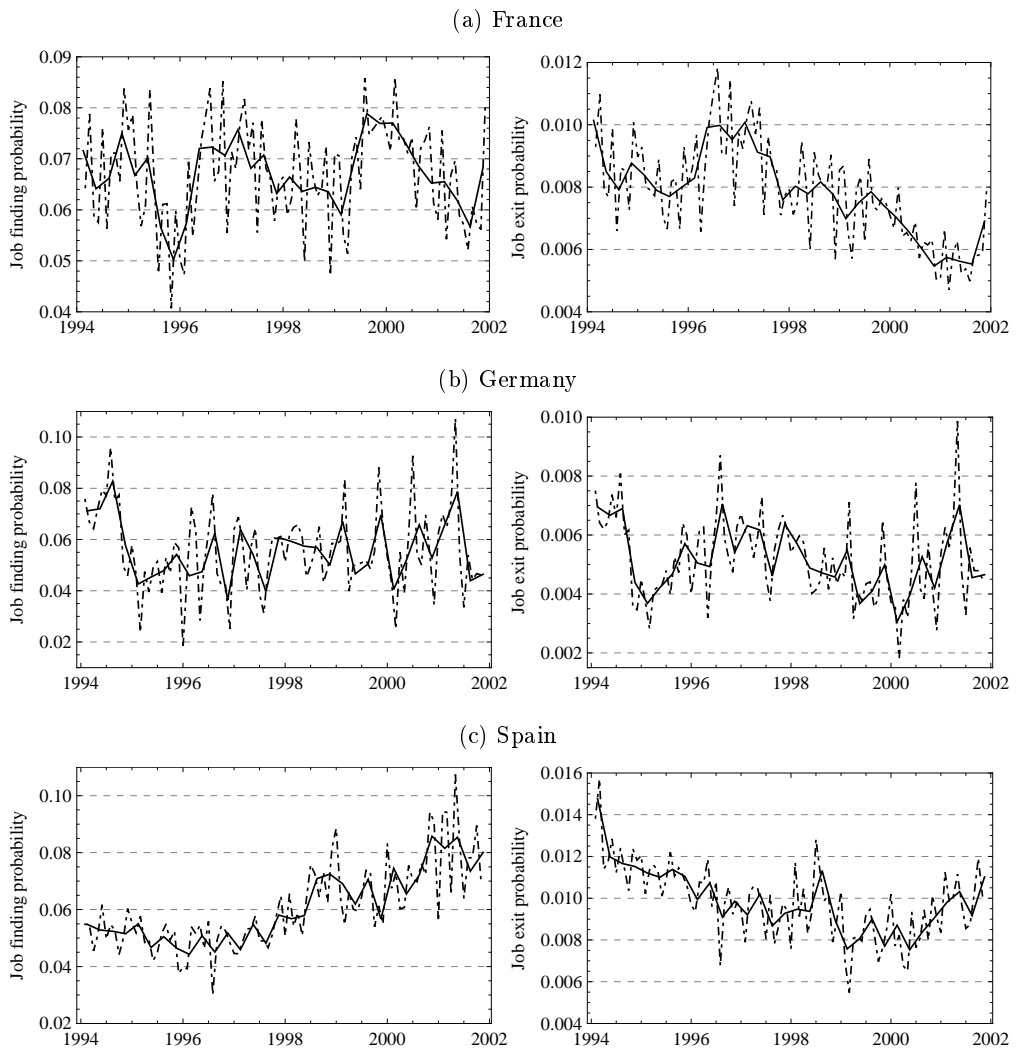 (a) France
Job finding probability
0.09
0.08
0.07
0.06
0.05
0.04
1994 1996 1998 2000 2002
Job exit probability
0.012
0.010
0.008
0.006
0.004
1994 1996 1998 2000 2002
(b) Germany
Job finding probability
0.10
0.08
0.06
0.04
0.02
1994 1996 1998 2000 2002
Job exit probability
0.010
0.008
0.006
0.004
0.002
1994 1996 1998 2000 2002
(c) Spain
Job finding probability
0.10
0.08
0.06
0.04
0.02
1994 1996 1998 2000 2002
Job exit probability
0.016
0.014
0.012
0.010
0.008
0.006
0.004
1994 1996 1998 2000 2002